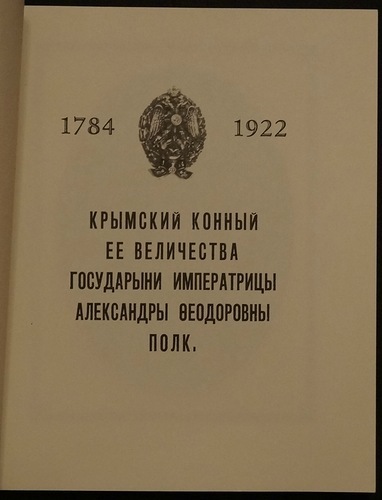 1784 1922
КРЫМСКИЙ КОННЫЙ
ЕЕ ВЕЛИЧЕСТВА
ГОСУДАРЫНИ ИМПЕРАТРИЦЫ
АЛЕКСАНДРЫ ѲЕОДОРОВНЫ
ПОЛК.